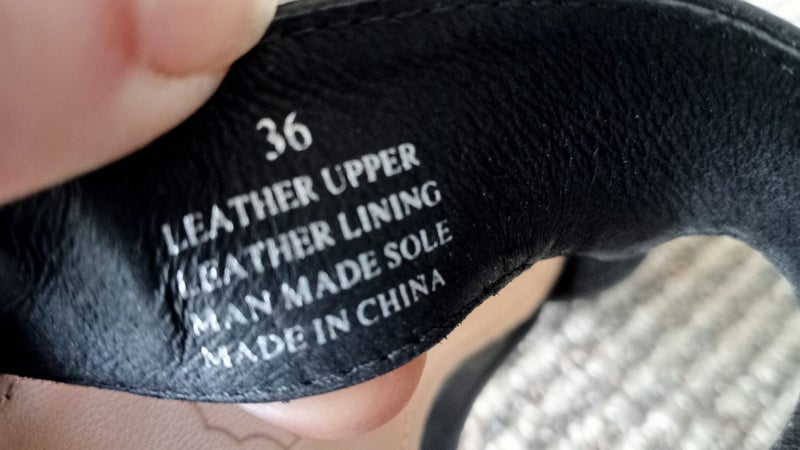 36
LEATHER UPPER
LEATHER LINING
MAN MADE SOLE
MADE IN CHINA